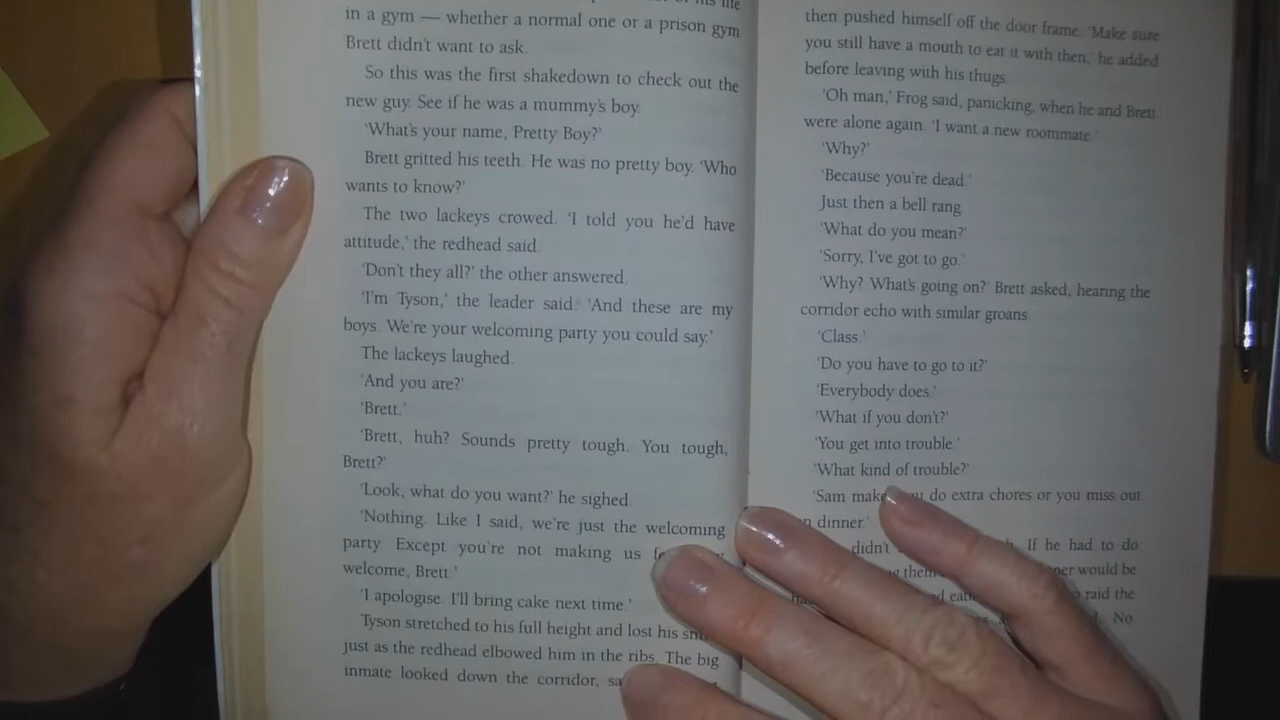 in a gym — whether a normal one or a prison gym
Brett didn't want to ask.
So this was the first shakedown to check out the
new guy. See if he was a mummy's boy.
'What's your name, Pretty Boy?'
Brett gritted his teeth. He was no pretty boy. 'Who
wants to know?'
The two lackeys crowed. 'I told you he'd have
attitude,' the redhead said.
'Don't they all?' the other answered.
'I'm Tyson,' the leader said. 'And these are my
boys. We're your welcoming party you could say.'
The lackeys laughed.
'And you are?'
'Brett.'
'Brett, huh? Sounds pretty tough. You tough,
Brett?'
'Look, what do you want?' he sighed.
'Nothing. Like I said, we're just the welcoming
party. Except you're not making us
welcome, Brett.'
'I apologise. I'll bring cake next time.'
Tyson stretched to his full height and lost his
just as the redhead elbowed him in the ribs. The big
inmate looked down the corridor,
then pushed himself off the door frame. 'Make sure
you still have a mouth to eat it with then,' he added
before leaving with his thugs.
'Oh man,' Frog said, panicking, when he and Brett
were alone again. 'I want a new roommate.'
'Why?'
'Because you're dead.'
Just then a bell rang.
'What do you mean?'
'Sorry, I've got to go.'
'Why? What's going on?' Brett asked, hearing the
corridor echo with similar groans.
'Class.'
'Do you have to go to it?'
'Everybody does.'
'What if you don't?'
'You get into trouble.'
'What kind of trouble?'
'Sam do extra chores or you miss out
dinner.'
didn't If he had to do
would be
raid the
No